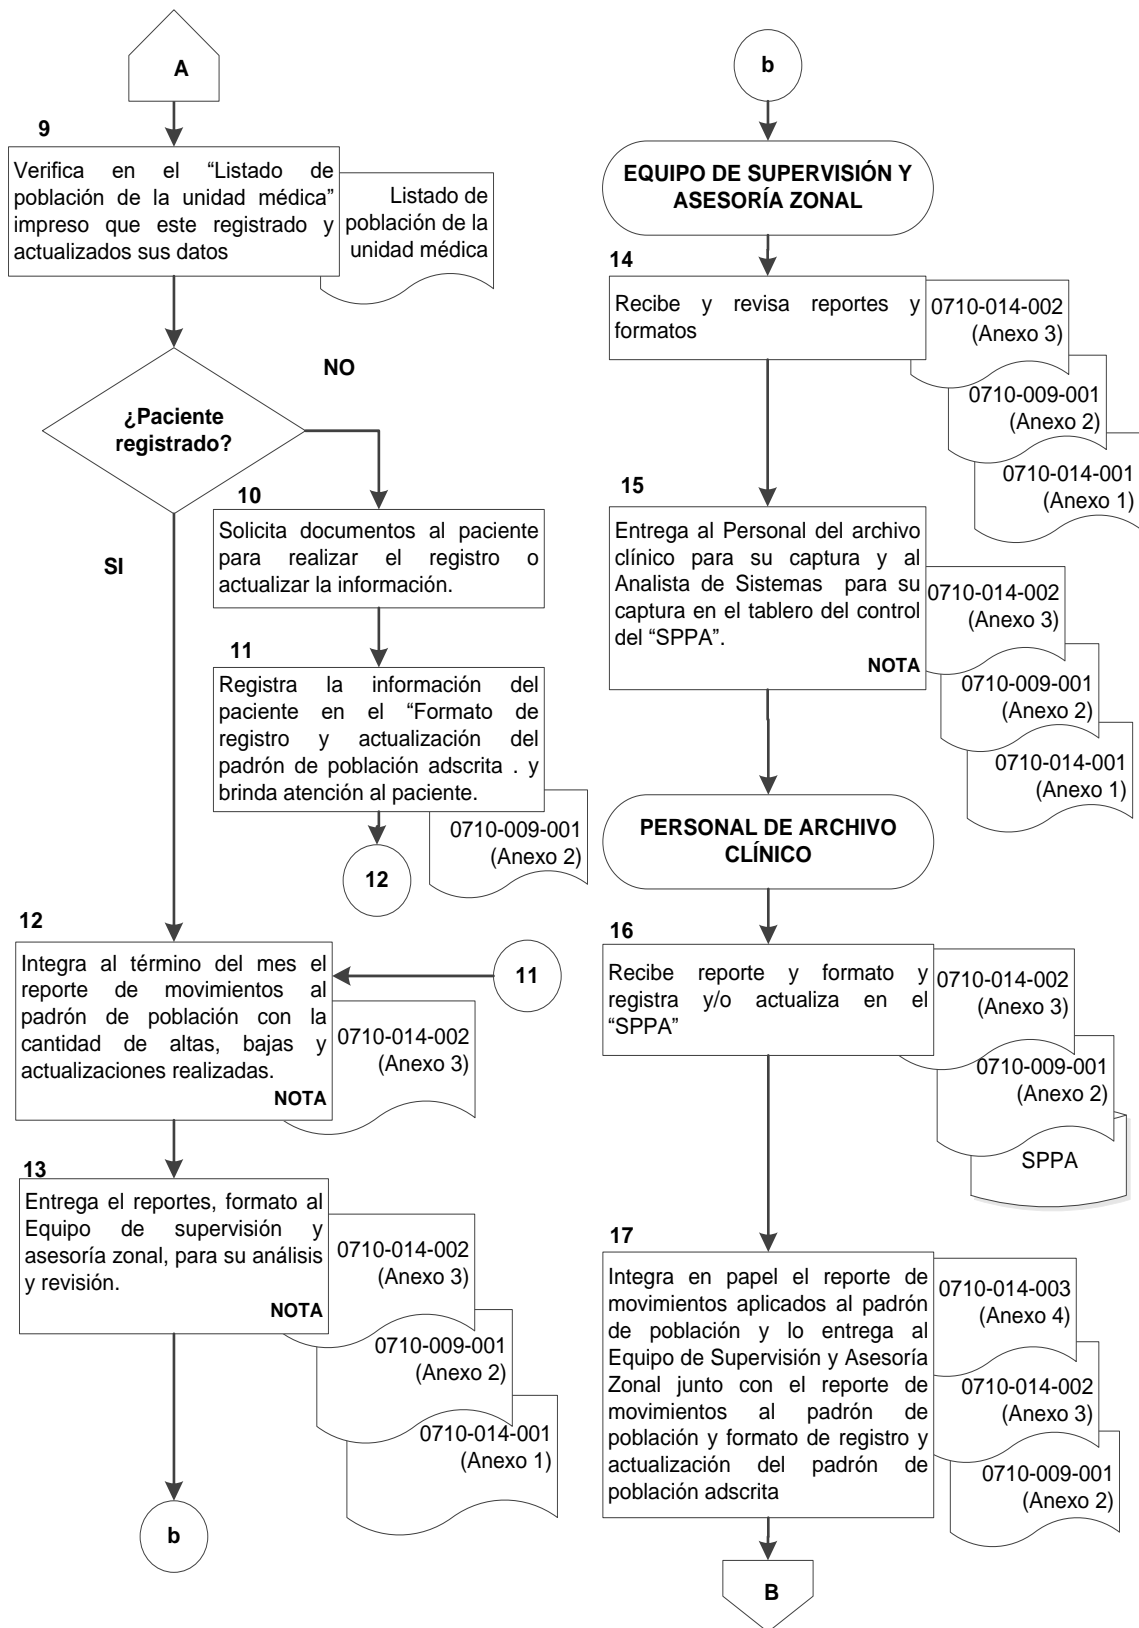 A
9
Verifica en el “Listado de
población de la unidad médica”
impreso que este registrado y
actualizados sus datos
Listado de
población de la
unidad médica
NO
¿Paciente
registrado?
SI
10
Solicita documentos al paciente
para realizar el registro o
actualizar la información.
11
Registra la información del
paciente en el “Formato de
registro y actualización del
padrón de población adscrita . y
brinda atención al paciente.
0710-009-001
(Anexo 2)
12
12
Integra al término del mes el
reporte de movimientos al
padrón de población con la
cantidad de altas, bajas y
actualizaciones realizadas.
NOTA
11
0710-014-002
(Anexo 3)
13
Entrega el reportes, formato al
Equipo de supervisión y
asesoría zonal, para su análisis
y revisión.
NOTA
0710-014-002
(Anexo 3)
0710-009-001
(Anexo 2)
0710-014-001
(Anexo 1)
b
b
EQUIPO DE SUPERVISIÓN Y
ASESORÍA ZONAL
14
Recibe y revisa reportes y
formatos
0710-014-002
(Anexo 3)
0710-009-001
(Anexo 2)
0710-014-001
(Anexo 1)
15
Entrega al Personal del archivo
clínico para su captura y al
Analista de Sistemas para su
captura en el tablero del control
del “SPPA”.
NOTA
0710-014-002
(Anexo 3)
0710-009-001
(Anexo 2)
0710-014-001
(Anexo 1)
PERSONAL DE ARCHIVO
CLÍNICO
16
Recibe reporte y formato y
registra y/o actualiza en el
“SPPA”
0710-014-002
(Anexo 3)
0710-009-001
(Anexo 2)
SPPA
17
Integra en papel el reporte de
movimientos aplicados al padrón
de población y lo entrega al
Equipo de Supervisión y Asesoría
Zonal junto con el reporte de
movimientos al padrón de
población y formato de registro y
actualización del padrón de
población adscrita
0710-014-003
(Anexo 4)
0710-014-002
(Anexo 3)
0710-009-001
(Anexo 2)
B